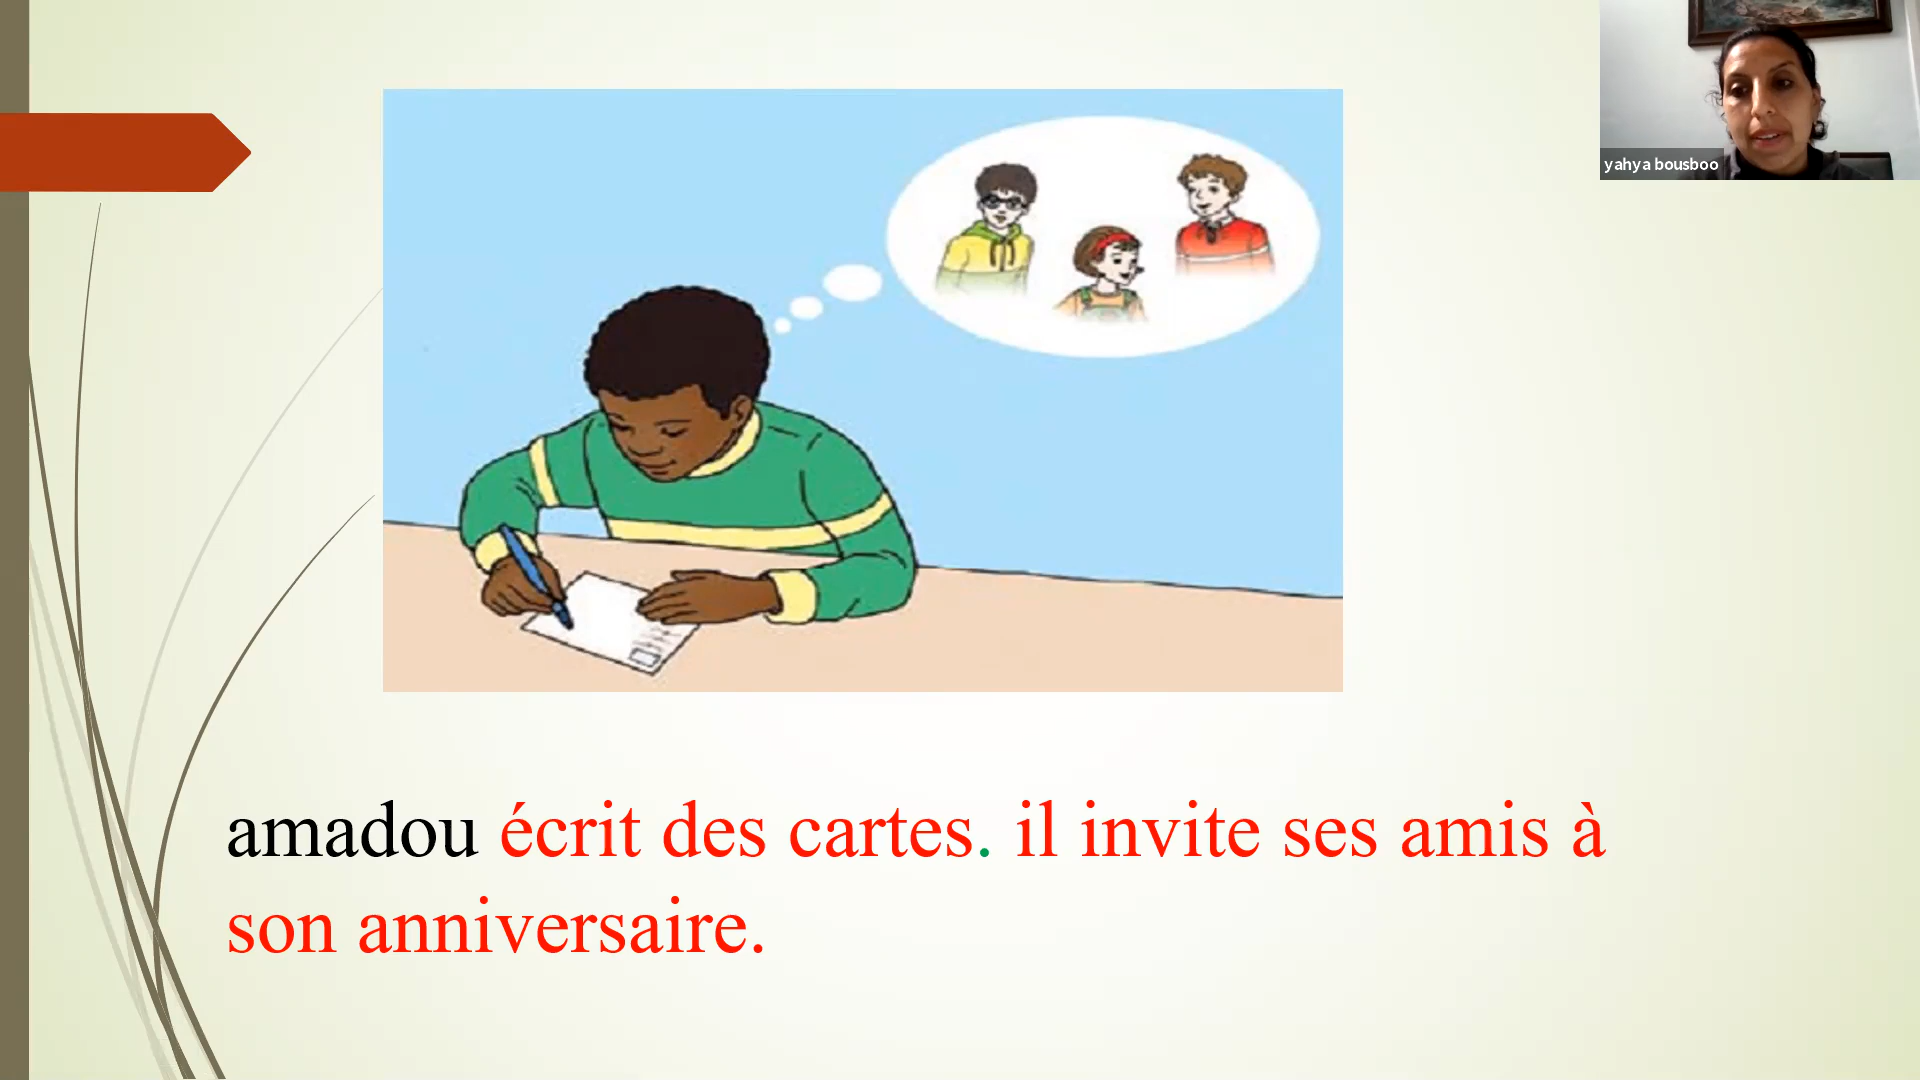 yahya bousboo
amadou écrit des cartes. il invite ses amis à
son anniversaire.